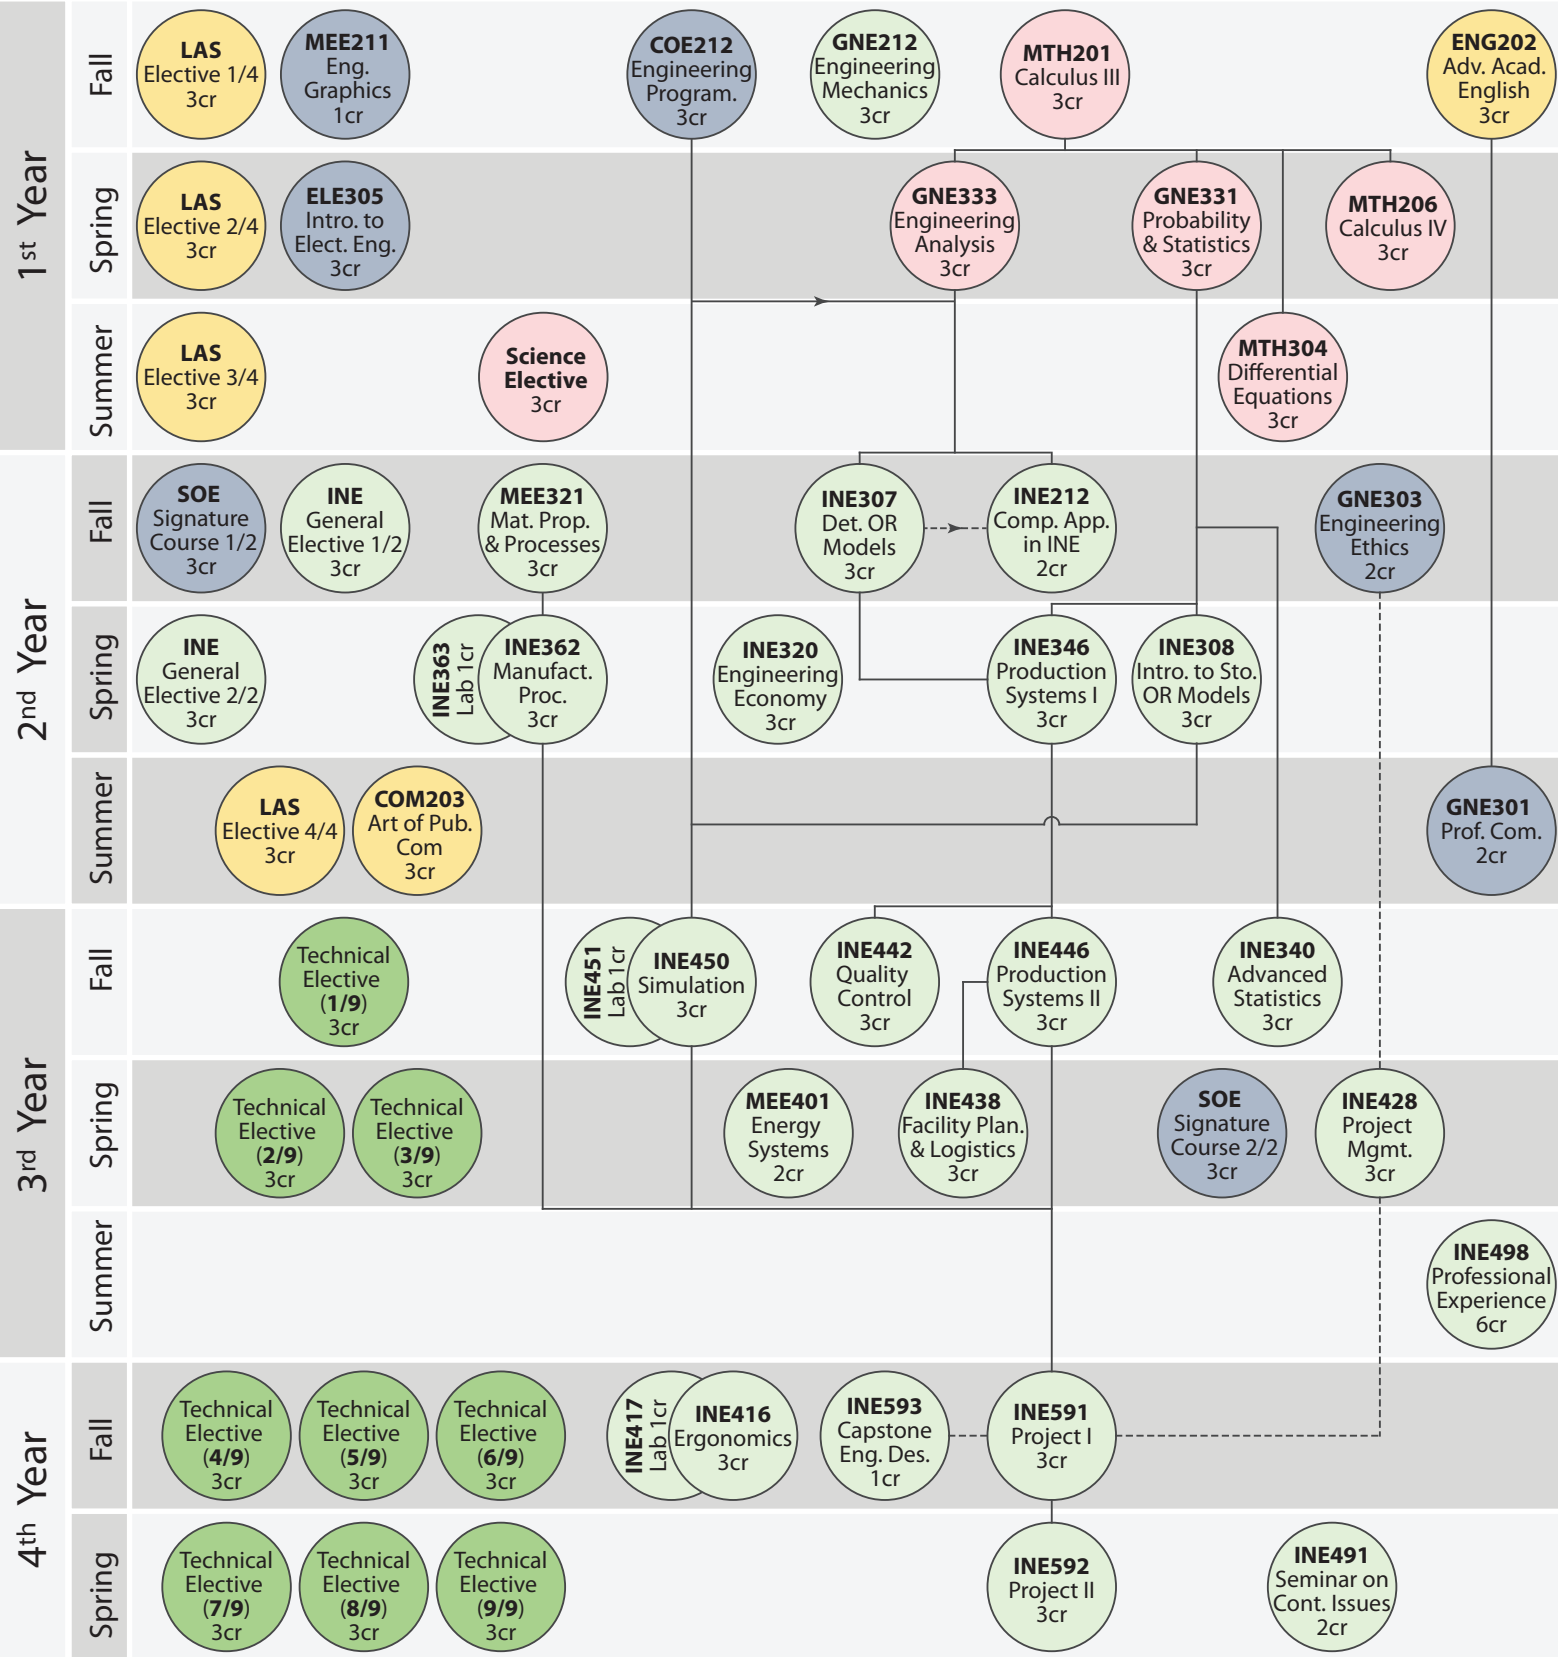 1st Year
Fall
LAS
Elective 1/4
3cr
MEE211
Eng.
Graphics
1cr
COE212
Engineering
Program.
3cr
GNE212
Engineering
Mechanics
3cr
MTH201
Calculus III
3cr
ENG202
Adv. Acad.
English
3cr
Spring
LAS
Elective 2/4
3cr
ELE305
Intro. to
Elect. Eng.
3cr
GNE333
Engineering
Analysis
3cr
GNE331
Probability
& Statistics
3cr
MTH206
Calculus IV
3cr
Summer
LAS
Elective 3/4
3cr
Science
Elective
3cr
MTH304
Differential
Equations
3cr
2nd Year
Fall
SOE
Signature
Course 1/2
3cr
INE
General
Elective 1/2
3cr
MEE321
Mat. Prop.
& Processes
3cr
INE307
Det. OR
Models
3cr
INE212
Comp. App.
in INE
2cr
GNE303
Engineering
Ethics
2cr
Spring
INE
General
Elective 2/2
3cr
INE363
Lab 1cr
INE362
Manufact.
Proc.
3cr
INE320
Engineering
Economy
3cr
INE346
Production
Systems I
3cr
INE308
Intro. to Sto.
OR Models
3cr
Summer
LAS
Elective 4/4
3cr
COM203
Art of Pub.
Com
3cr
GNE301
Prof. Com.
2cr
3rd Year
Fall
Technical
Elective
(1/9)
3cr
INE451
Lab 1cr
INE450
Simulation
3cr
INE442
Quality
Control
3cr
INE446
Production
Systems II
3cr
INE340
Advanced
Statistics
3cr
Spring
Technical
Elective
(2/9)
3cr
Technical
Elective
(3/9)
3cr
MEE401
Energy
Systems
2cr
INE438
Facility Plan.
& Logistics
3cr
SOE
Signature
Course 2/2
3cr
INE428
Project
Mgmt.
3cr
Summer
INE498
Professional
Experience
6cr
4th Year
Fall
Technical
Elective
(4/9)
3cr
Technical
Elective
(5/9)
3cr
Technical
Elective
(6/9)
3cr
INE417
Lab 1cr
INE416
Ergonomics
3cr
INE593
Capstone
Eng. Des.
1cr
INE591
Project I
3cr
Spring
Technical
Elective
(7/9)
3cr
Technical
Elective
(8/9)
3cr
Technical
Elective
(9/9)
3cr
INE592
Project II
3cr
INE491
Seminar on
Cont. Issues
2cr